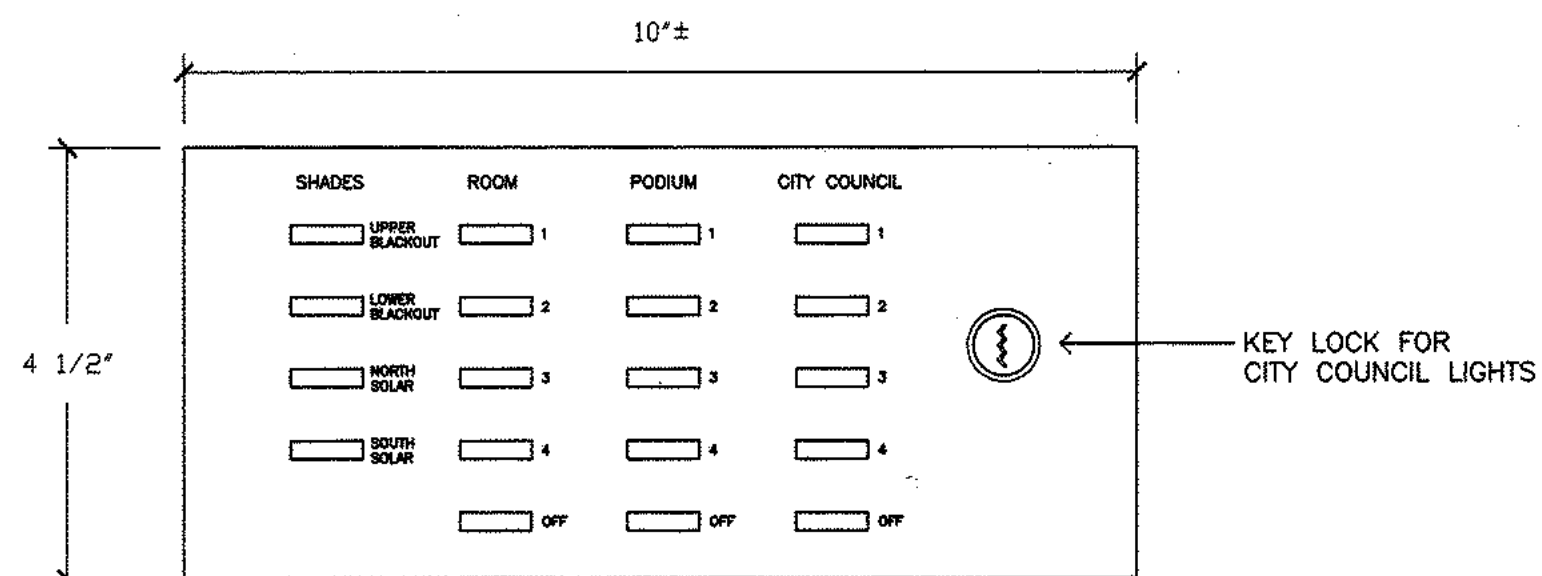 10"±
SHADES ROOM PODIUM CITY COUNCIL
UPPER
BLACKOUT 1 1 1
LOWER
BLACKOUT 2 2 2
4 1/2"
NORTH
SOLAR 3 3 3
SOUTH
SOLAR 4 4 4
OFF OFF OFF
KEY LOCK FOR
CITY COUNCIL LIGHTS